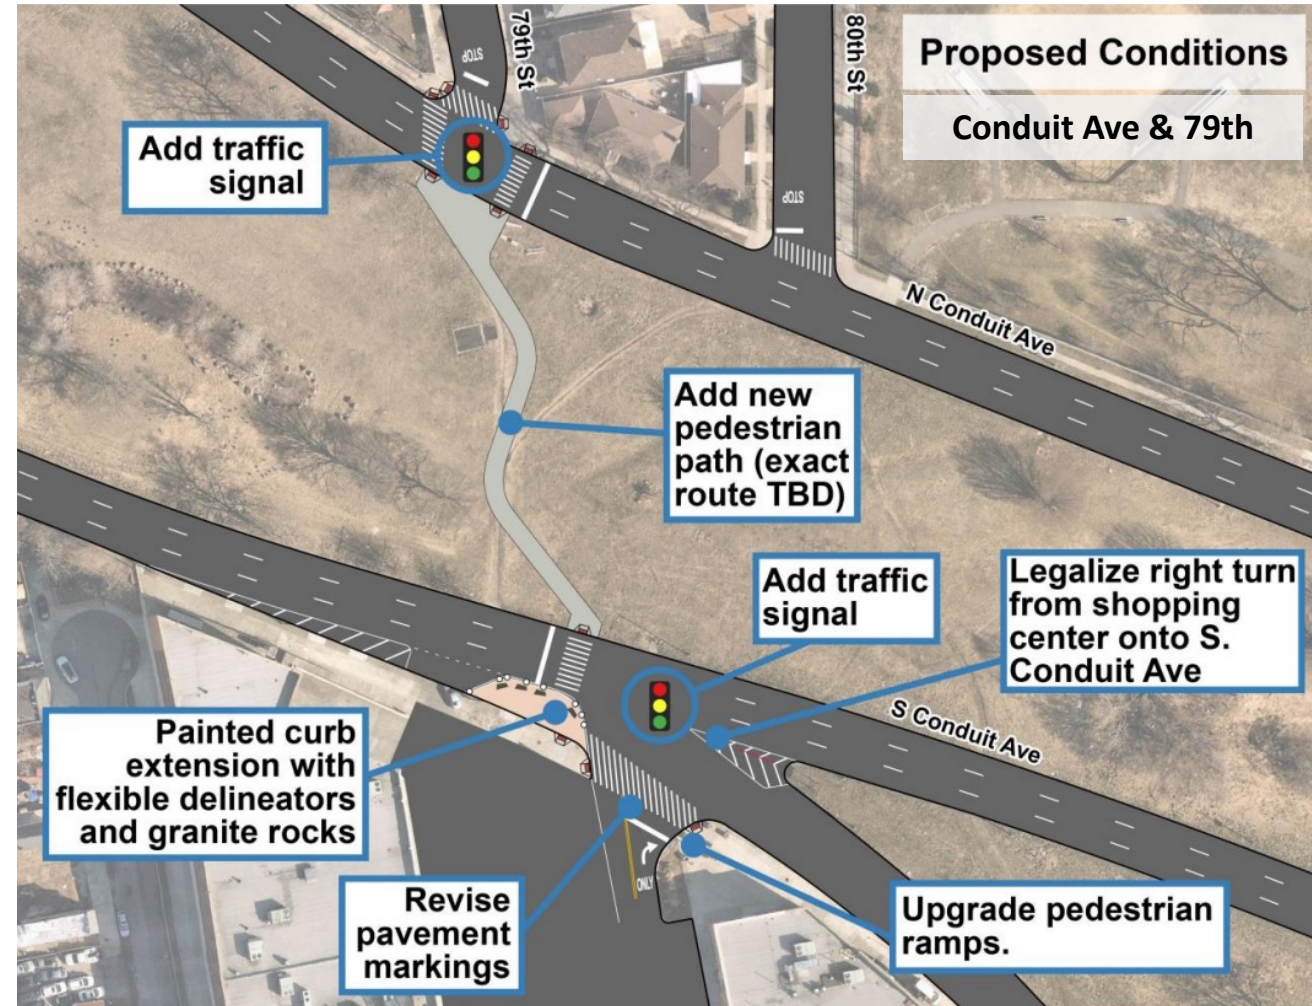 79th St
80th St
Proposed Conditions
Conduit Ave & 79th
STOP
Add traffic
signal
STOP
N Conduit Ave
Add new
pedestrian
path (exact
route TBD)
Add traffic
signal
Legalize right turn
from shopping
center onto S.
Conduit Ave
S Conduit Ave
Painted curb
extension with
flexible delineators
and granite rocks
ONLY
Revise
pavement
markings
Upgrade pedestrian
ramps.